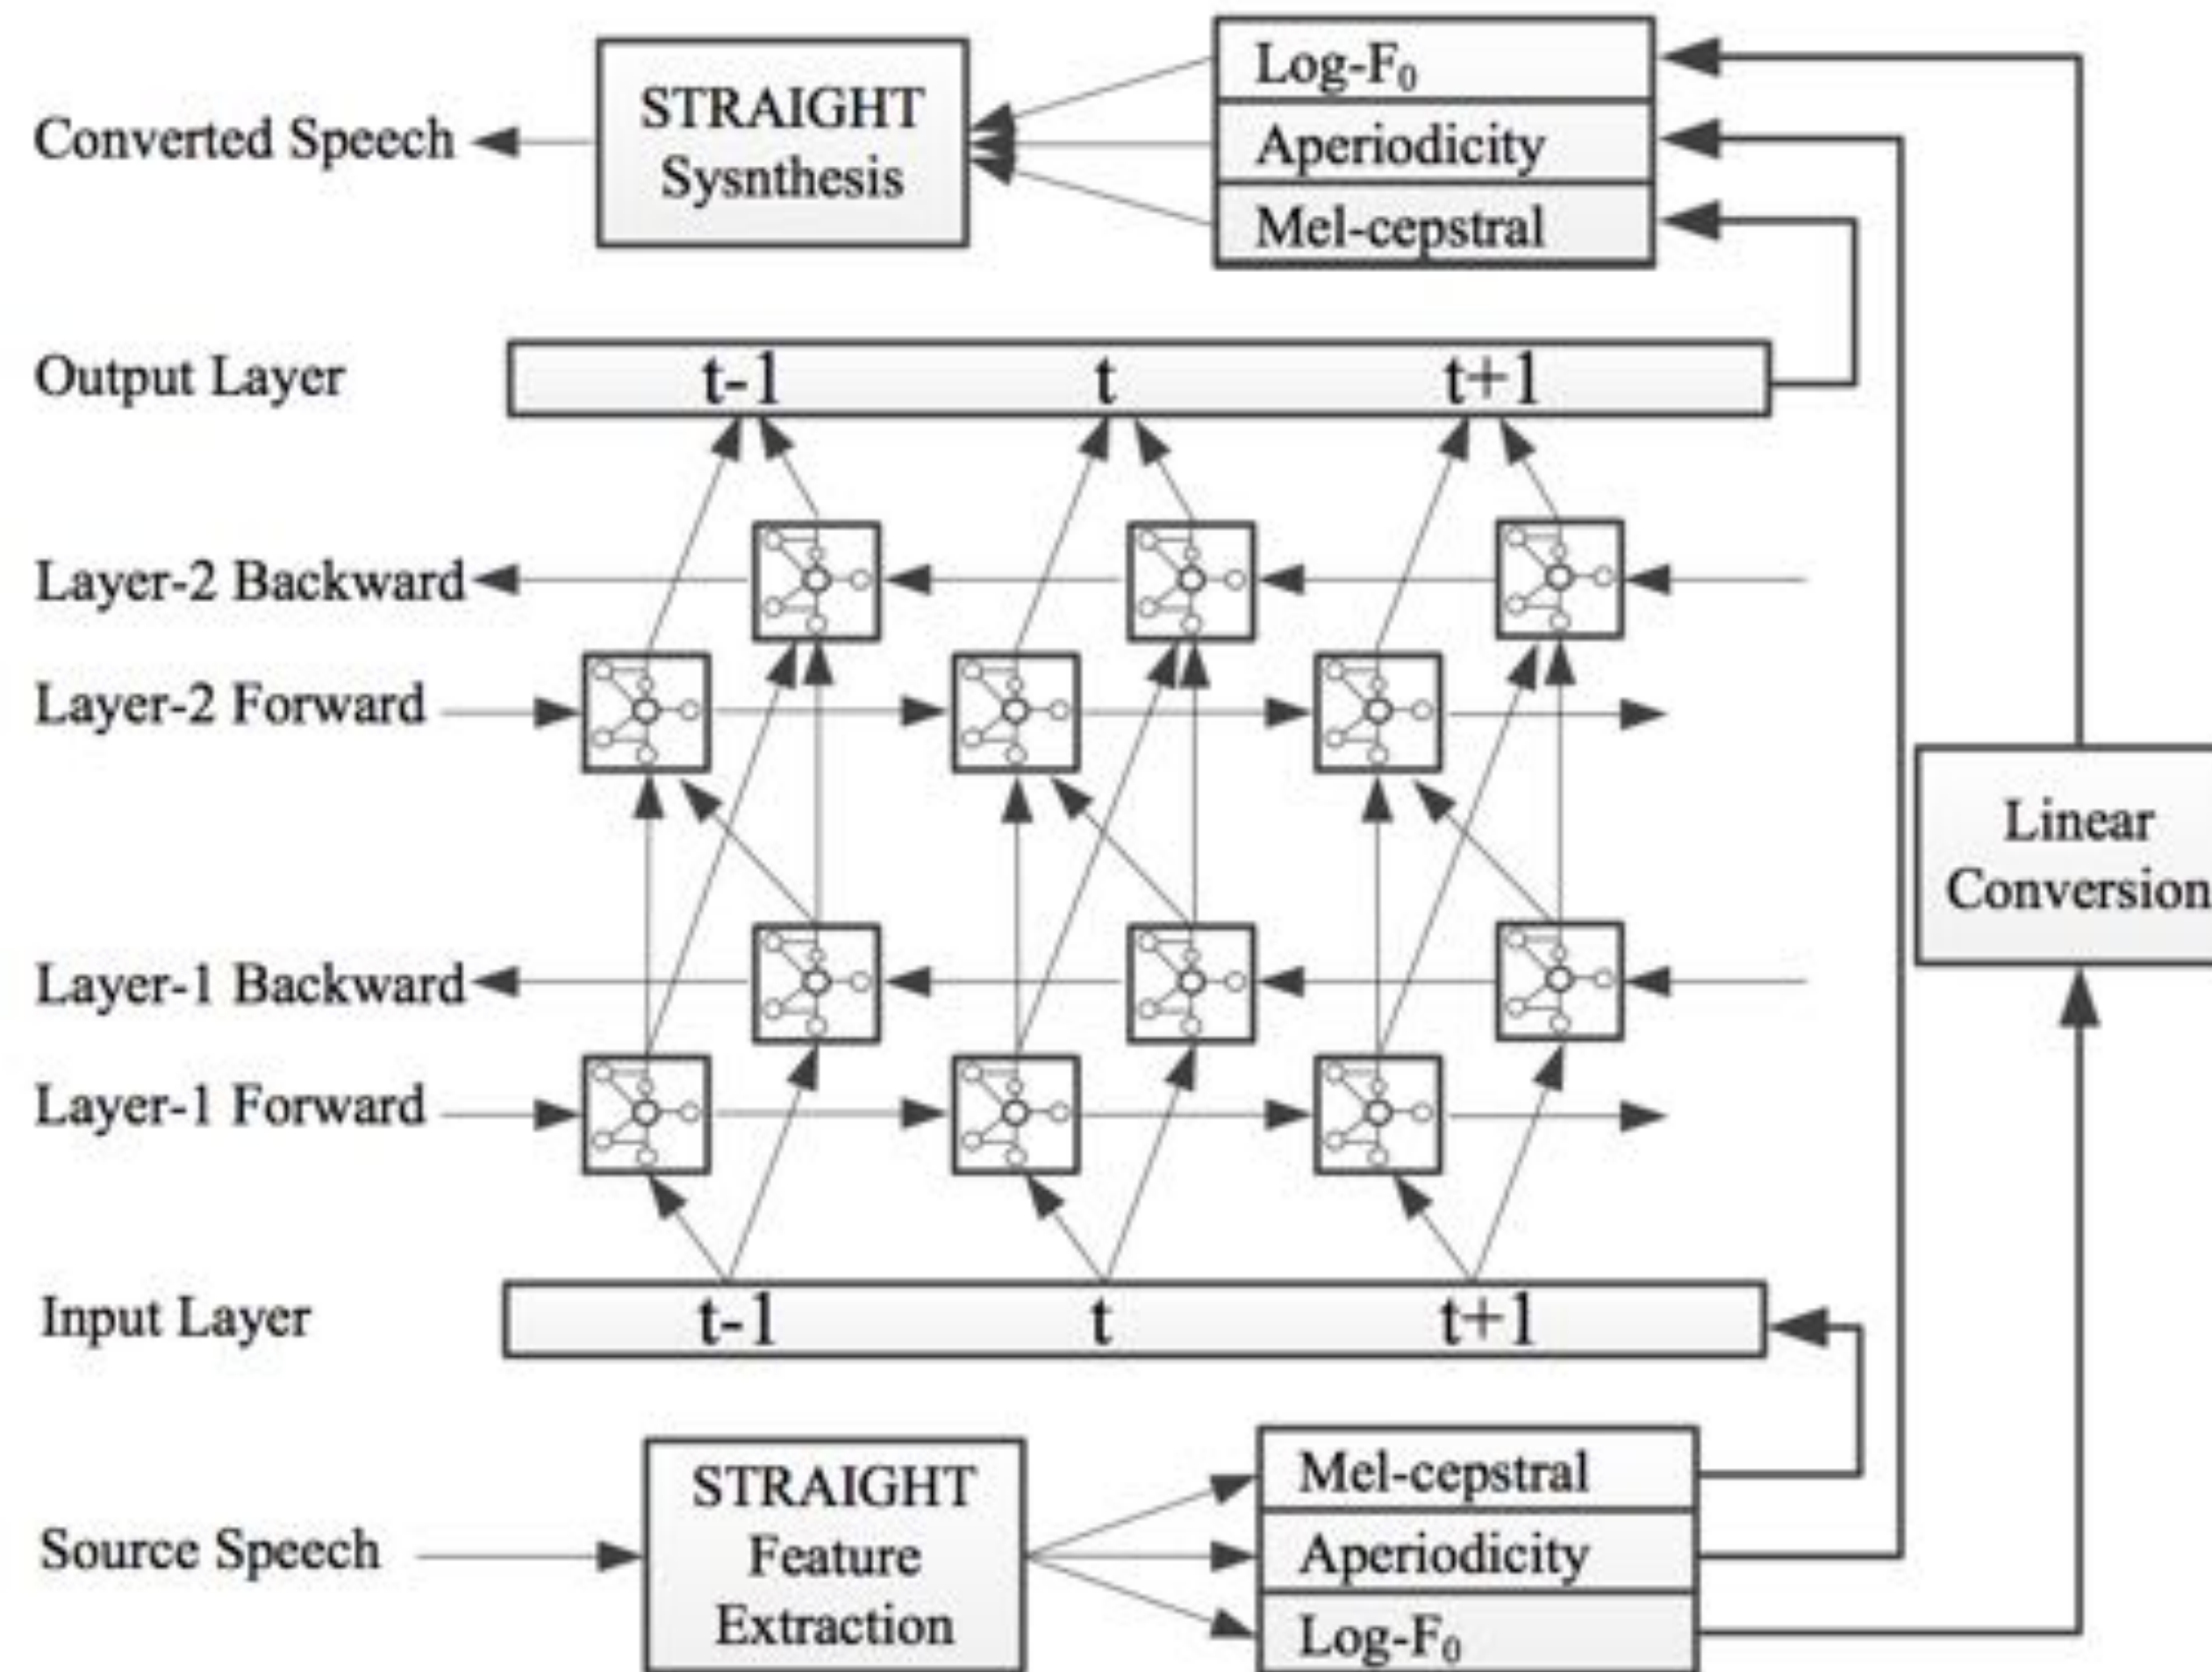 Log-F₀
STRAIGHT
Sysnthesis
Converted Speech
Aperiodicity
Mel-cepstral
Output Layer
t-1 t t+1
Layer-2 Backward
Layer-2 Forward
Linear
Conversion
Layer-1 Backward
Layer-1 Forward
Input Layer
t-1 t t+1
Source Speech
STRAIGHT
Feature
Extraction
Mel-cepstral
Aperiodicity
Log-F₀